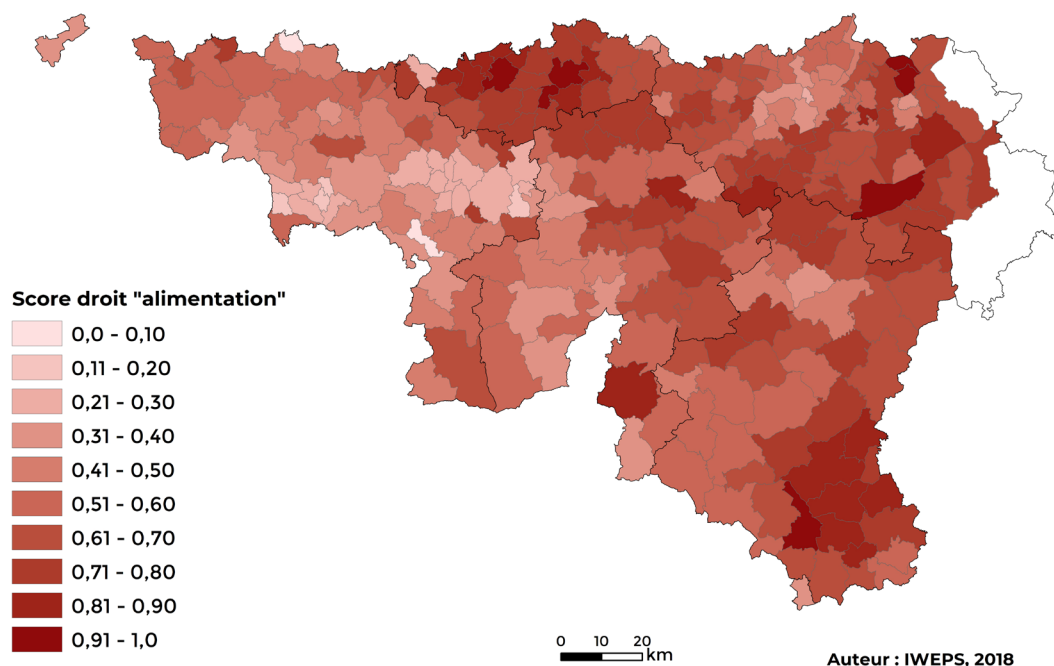 Score droit "alimentation"
0,0 - 0,10
0,11 - 0,20
0,21 - 0,30
0,31 - 0,40
0,41 - 0,50
0,51 - 0,60
0,61 - 0,70
0,71 - 0,80
0,81 - 0,90
0,91 - 1,0
0 10 20
km
Auteur : IWEPS, 2018